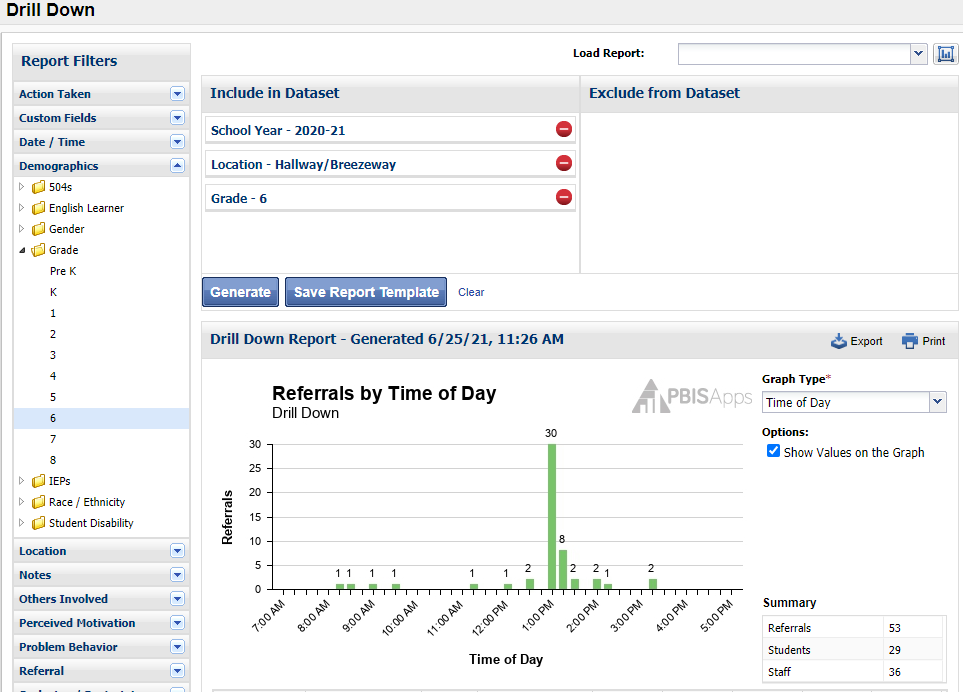 Drill Down
Report Filters
Action Taken
Custom Fields
Date / Time
Demographics
504s
English Learner
Gender
Grade
Pre K
K
1
2
3
4
5
6
7
8
IEPs
Race / Ethnicity
Student Disability
Location
Notes
Others Involved
Perceived Motivation
Problem Behavior
Referral
Load Report:
Include in Dataset
Exclude from Dataset
School Year - 2020-21
Location - Hallway/Breezeway
Grade - 6
Generate Save Report Template Clear
Drill Down Report - Generated 6/25/21, 11:26 AM
Export Print
Referrals by Time of Day
Drill Down
PBISApps
Graph Type*
Time of Day
Options:
Show Values on the Graph
Referrals
30
25
20
15
10
5
0
1 1 1 1 1 1 2 30 8 2 2 1 2
7:00 AM 8:00 AM 9:00 AM 10:00 AM 11:00 AM 12:00 PM 1:00 PM 2:00 PM 3:00 PM 4:00 PM 5:00 PM
Time of Day
Summary
Referrals 53
Students 29
Staff 36